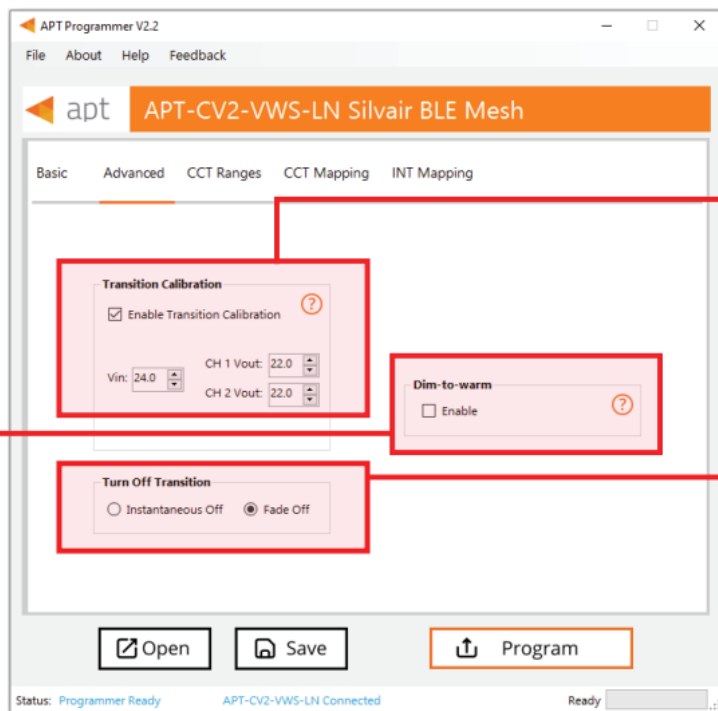 APT Programmer V2.2
File About Help Feedback
apt APT-CV2-VWS-LN Silvair BLE Mesh
Basic Advanced CCT Ranges CCT Mapping INT Mapping
Transition Calibration
?
Enable Transition Calibration
Vin: 24.0
CH 1 Vout: 22.0
CH 2 Vout: 22.0
Dim-to-warm
?
Enable
Turn Off Transition
Instantaneous Off Fade Off
Open Save Program
Status: Programmer Ready APT-CV2-VWS-LN Connected Ready